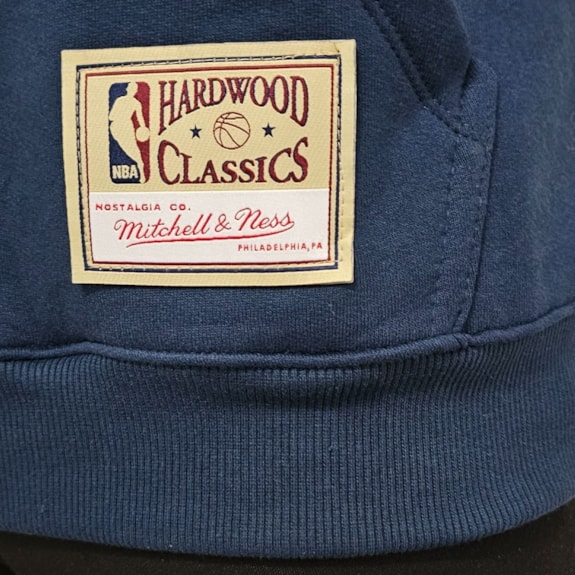 HARDWOOD
CLASSICS
NBA
NOSTALGIA CO.
Mitchell & Ness
PHILADELPHIA, PA